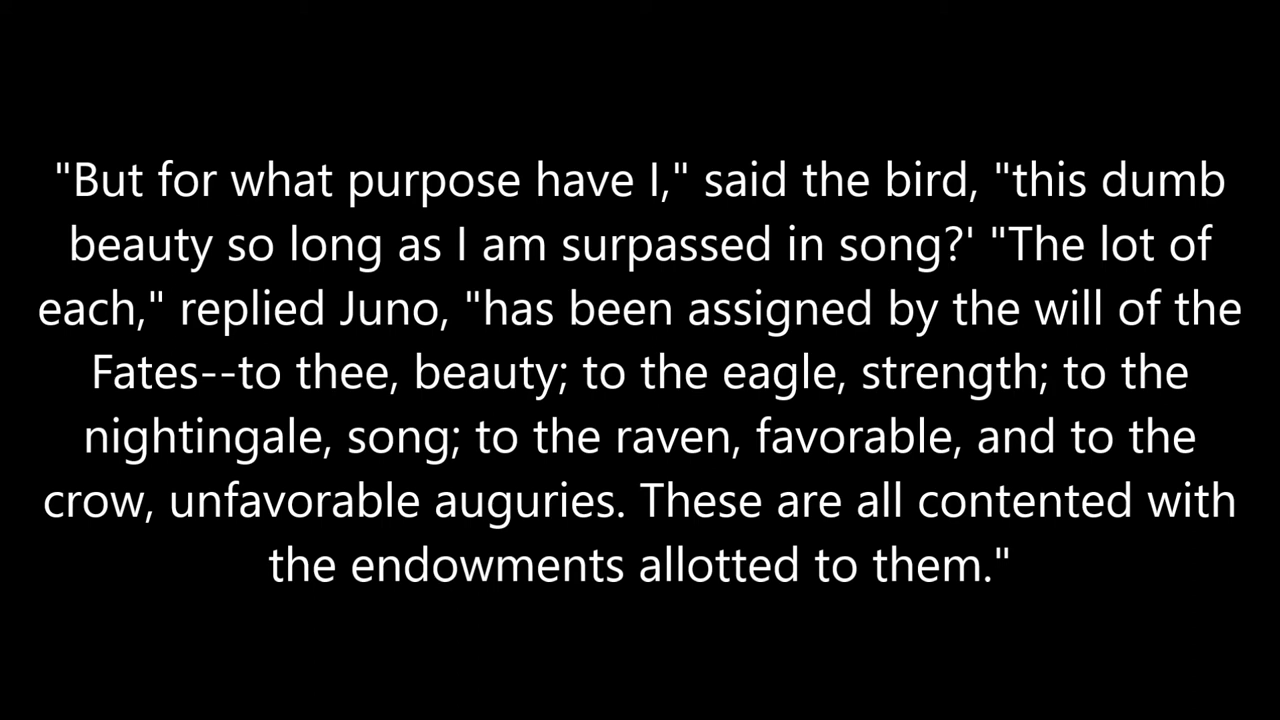 "But for what purpose have I," said the bird, "this dumb
beauty so long as I am surpassed in song?' "The lot of
each," replied Juno, "has been assigned by the will of the
Fates--to thee, beauty; to the eagle, strength; to the
nightingale, song; to the raven, favorable, and to the
crow, unfavorable auguries. These are all contented with
the endowments allotted to them."